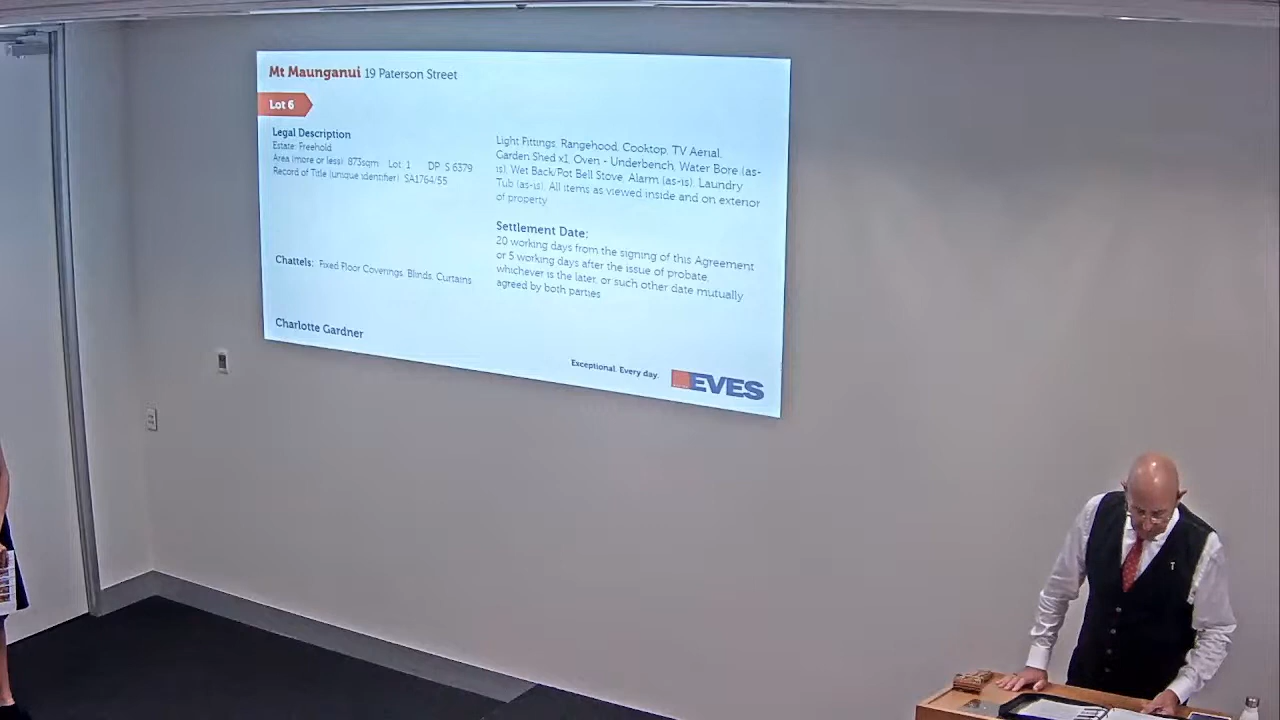 Mt Maunganui 19 Paterson Street
Lot 6
Legal Description
Estate: Freehold
Area (more or less) 873sqm Lot 1 DP S 6379
Record of Title (unique identifier) SA1764/55
Chattels: Fixed Floor Coverings, Blinds, Curtains
Light Fittings, Rangehood, Cooktop, TV Aerial,
Garden Shed x1, Oven - Underbench, Water Bore (as-
is), Wet Back/Pot Bell Stove, Alarm (as-is), Laundry
Tub (as-is). All items as viewed inside and on exterior
of property
Settlement Date:
20 working days from the signing of this Agreement
or 5 working days after the issue of probate,
whichever is the later, or such other date mutually
agreed by both parties
Charlotte Gardner
Exceptional. Every day.
EVES